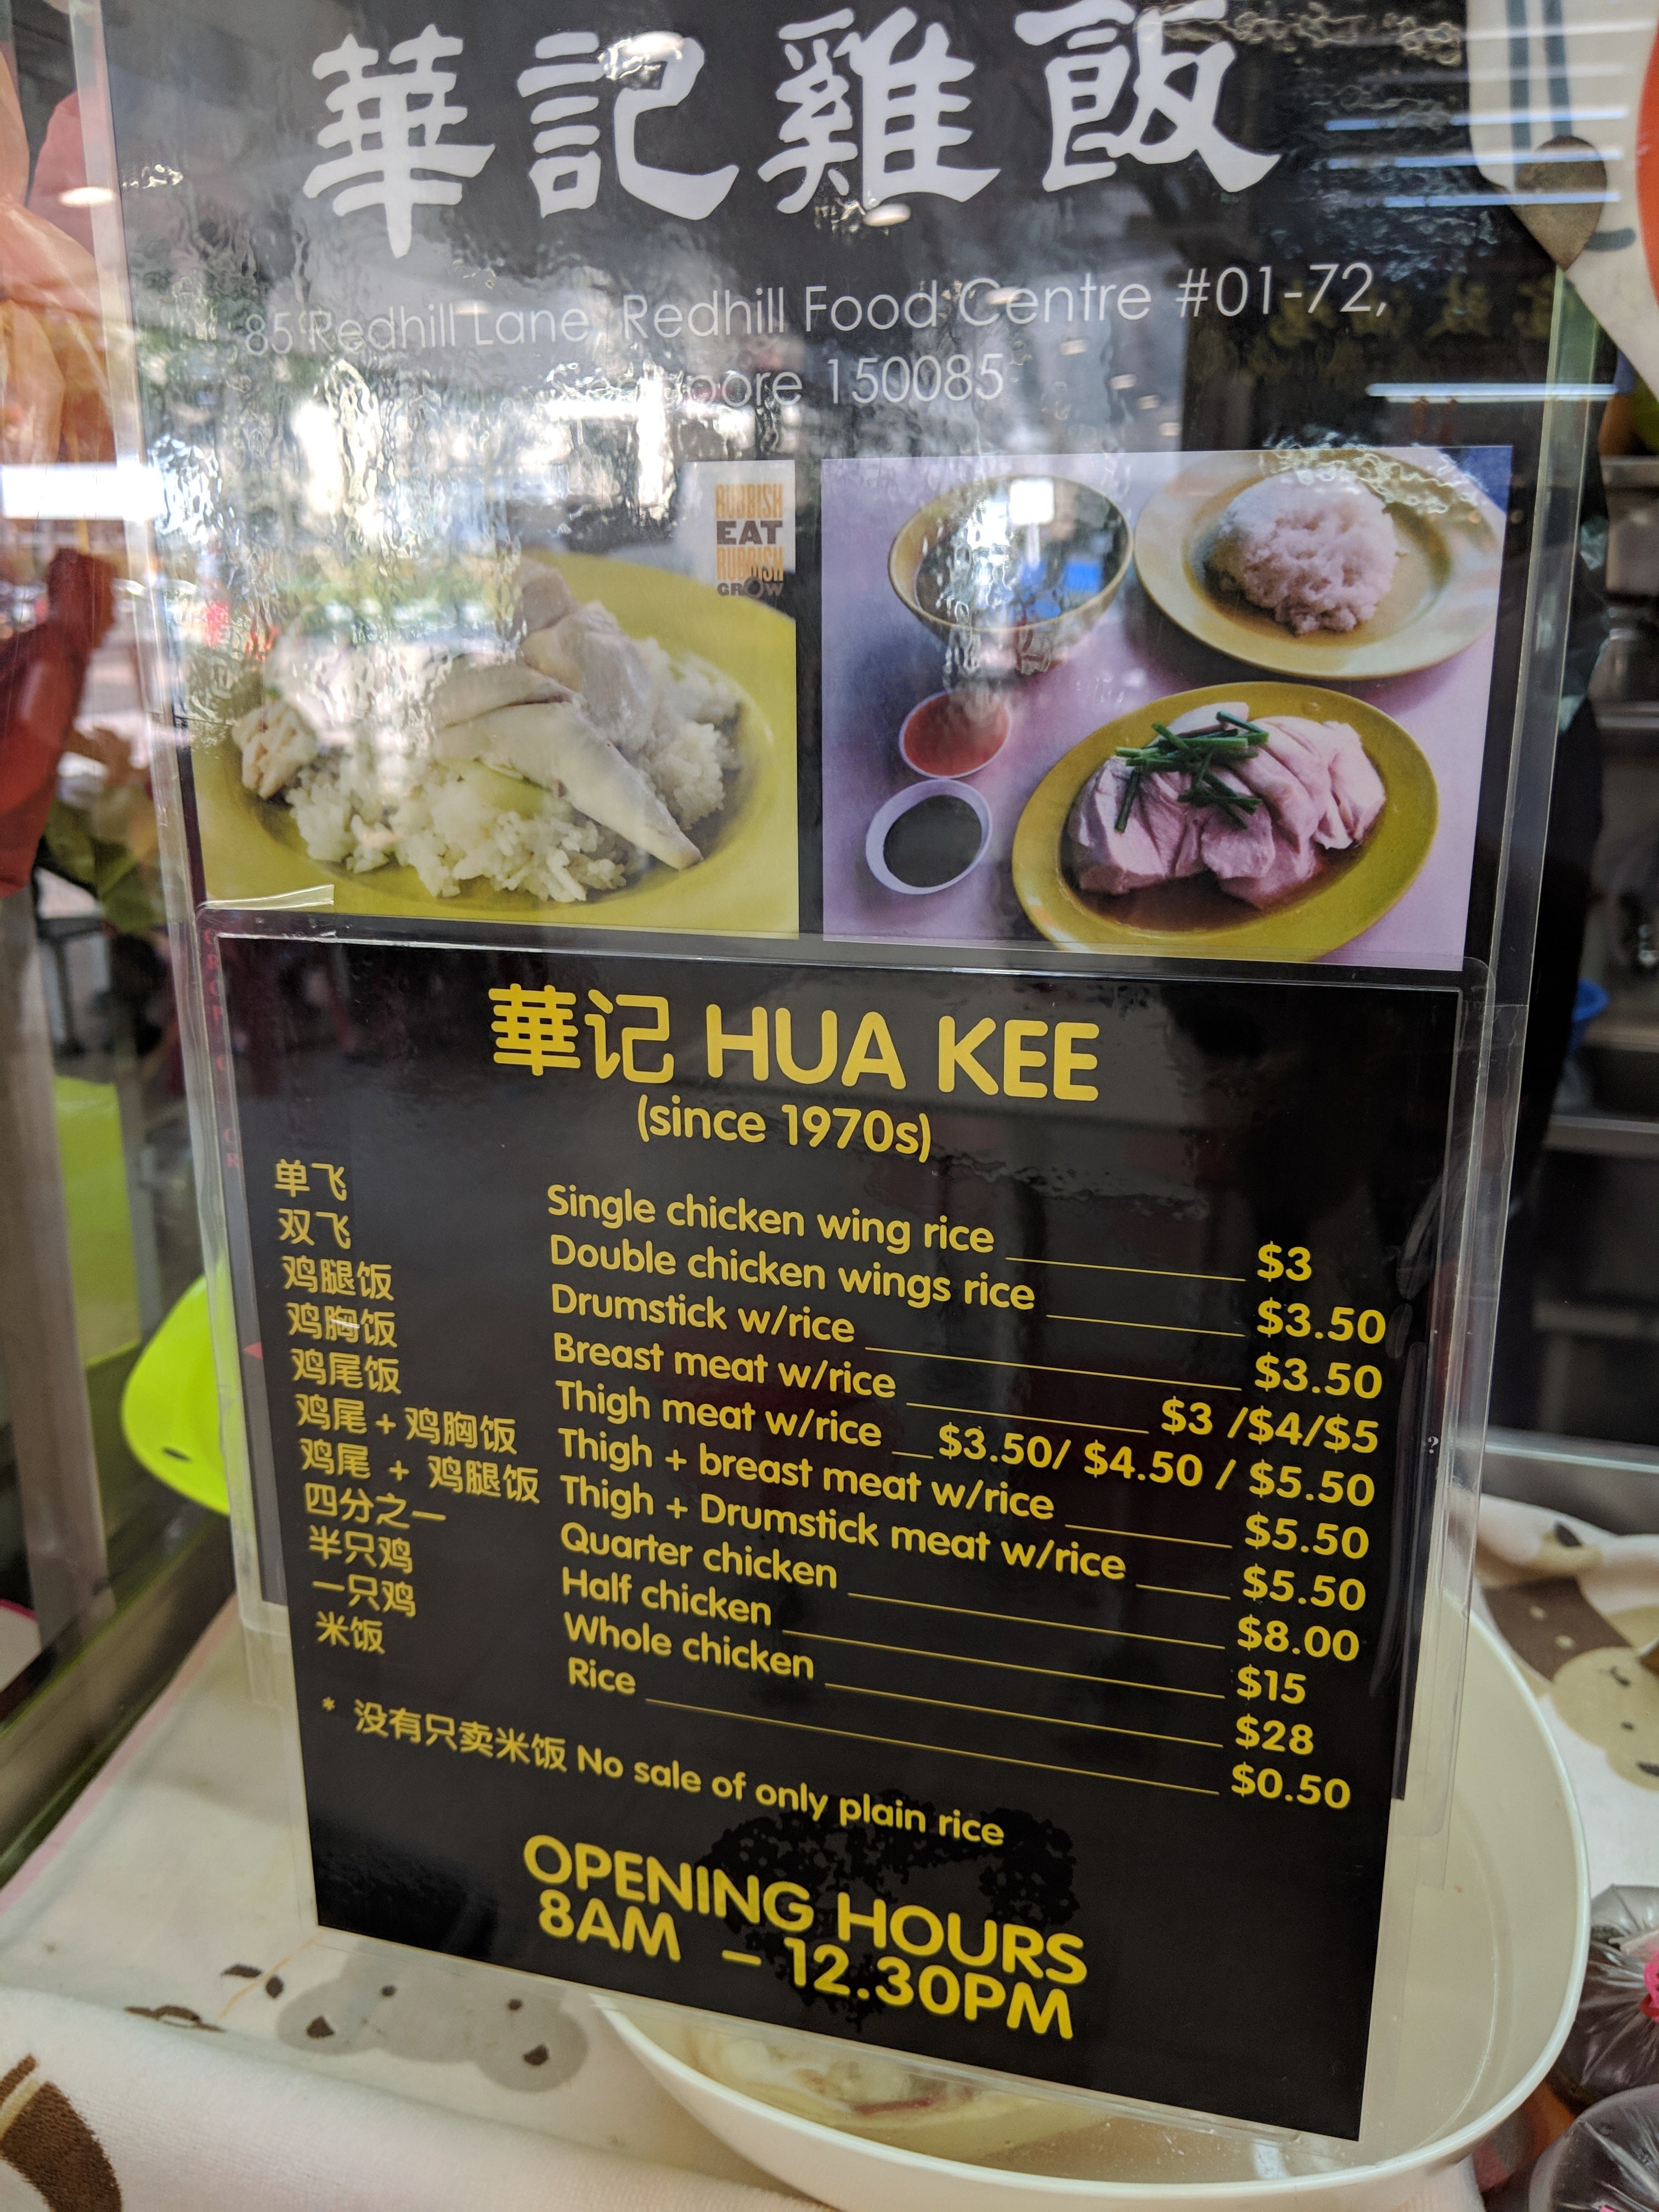 華記雞飯
85 Redhill Lane, Redhill Food Centre #01-72,
150085
RUBBISH
EAT
RUBBISH
GROW
華记 HUA KEE
(since 1970s)
单飞 Single chicken wing rice $3
双飞 Double chicken wings rice $3.50
鸡腿饭 Drumstick w/rice $3.50
鸡胸饭 Breast meat w/rice $3 /$4/$5
鸡尾饭 Thigh meat w/rice $3.50/ $4.50 / $5.50
鸡尾 + 鸡胸饭 Thigh + breast meat w/rice $5.50
鸡尾 + 鸡腿饭 Thigh + Drumstick meat w/rice $5.50
四分之一 Quarter chicken $8.00
半只鸡 Half chicken $15
一只鸡 Whole chicken $28
米饭 Rice $0.50
* 没有只卖米饭 No sale of only plain rice
OPENING HOURS
8AM – 12.30PM